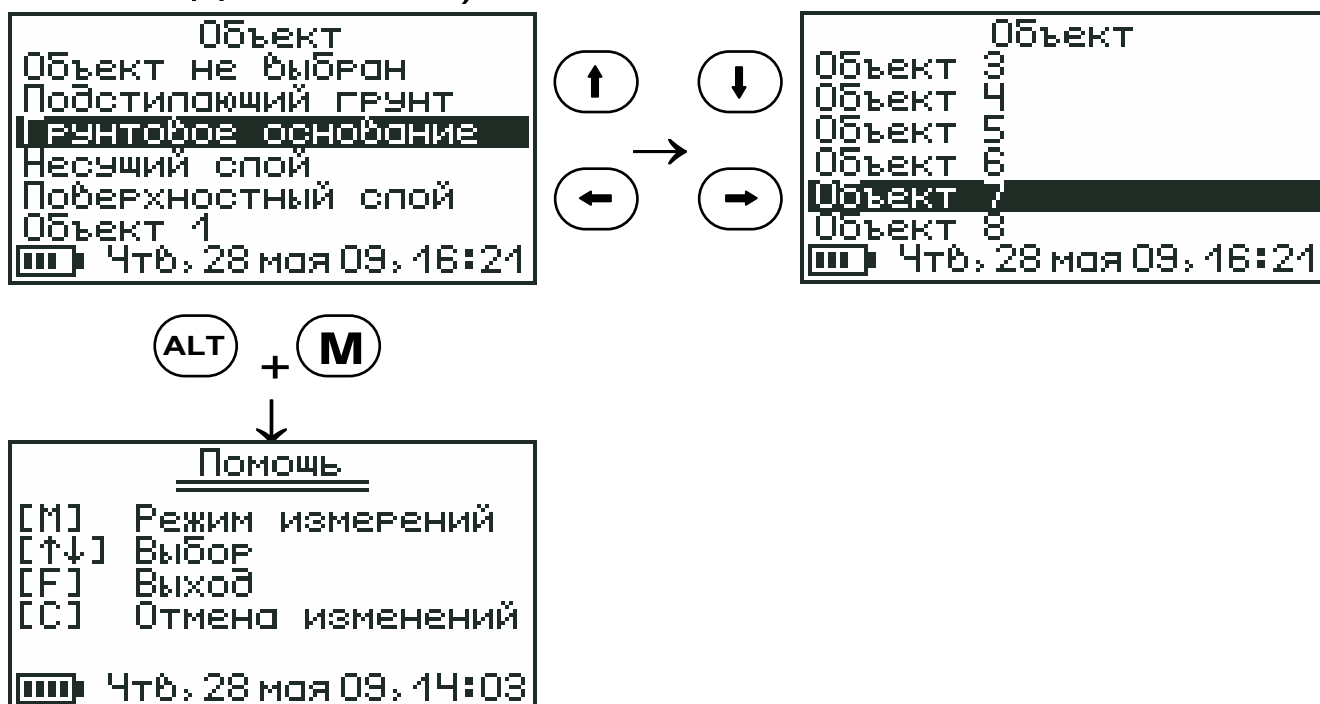 Объект
Объект не выбран
Подстилающий грунт
Грунтовое основание
Несущий слой
Поверхностный слой
Объект 1
Чтв, 28 мая 09, 16:21
Объект
Объект 3
Объект 4
Объект 5
Объект 6
Объект 7
Объект 8
Чтв, 28 мая 09, 16:21
ALT + M
Помощь
[M] Режим измерений
[↑↓] Выбор
[F] Выход
[C] Отмена изменений
Чтв, 28 мая 09, 14:03